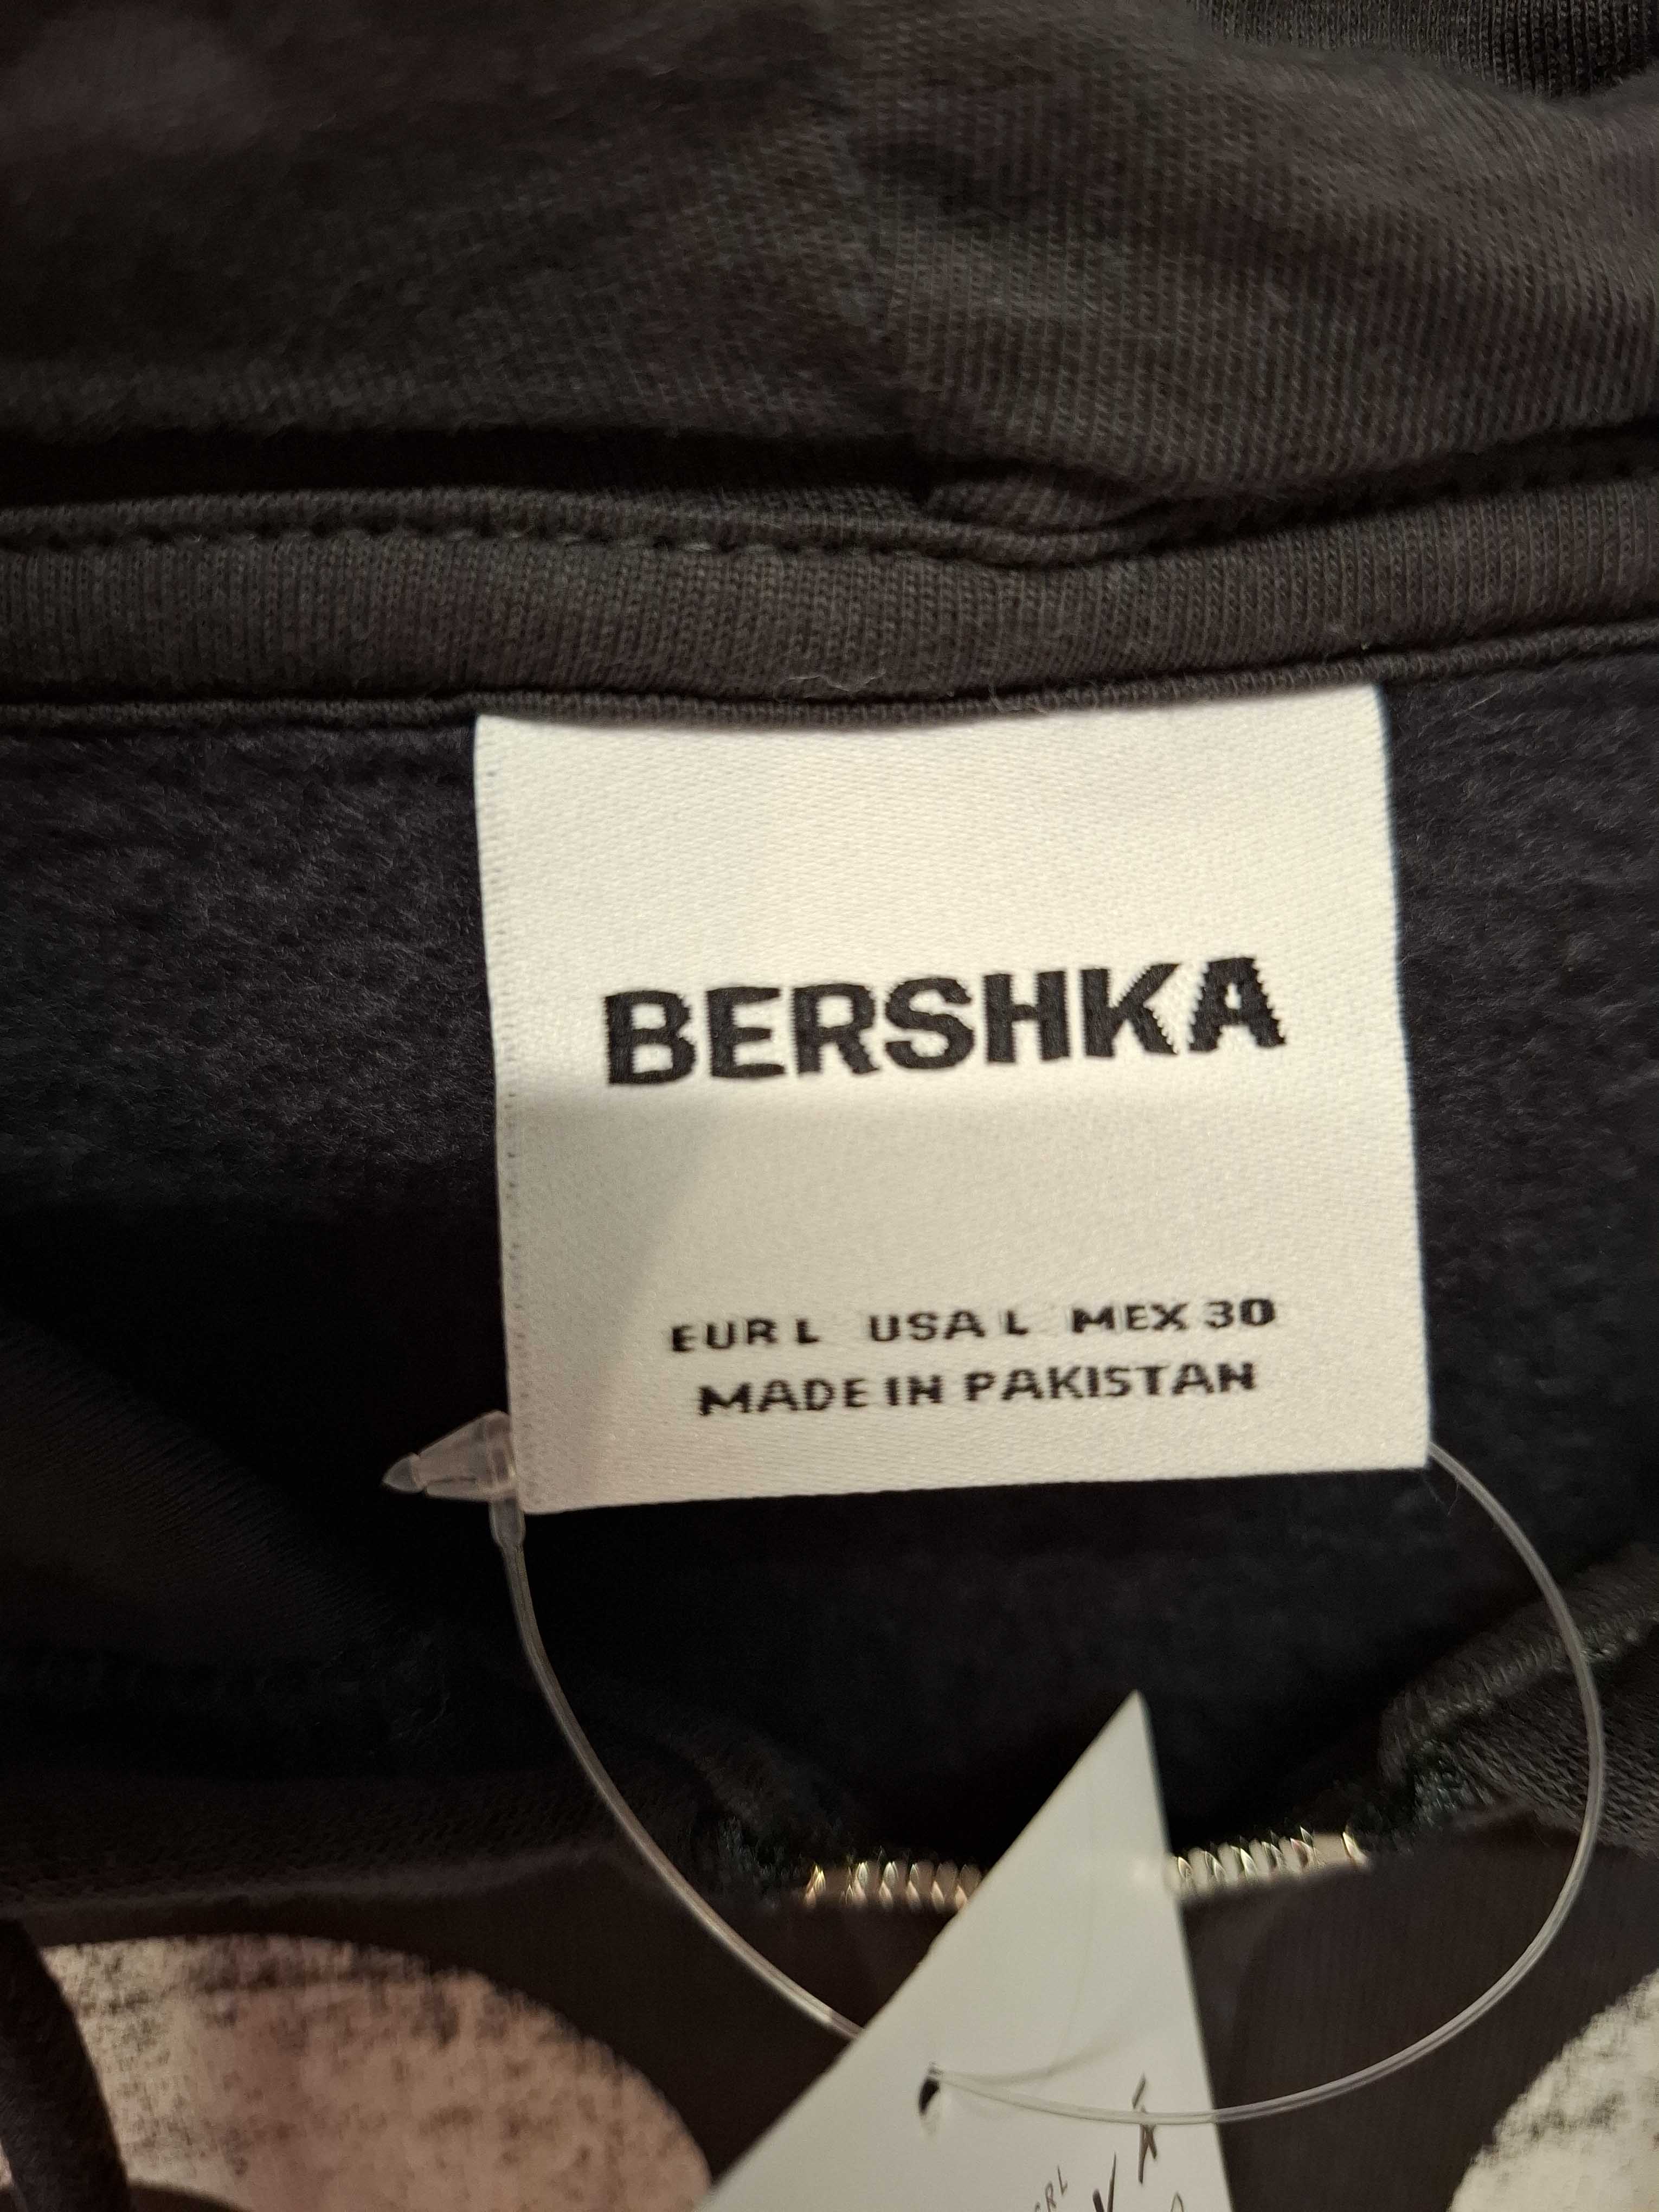 BERSHKA
EUR L USA L MEX 30
MADE IN PAKISTAN